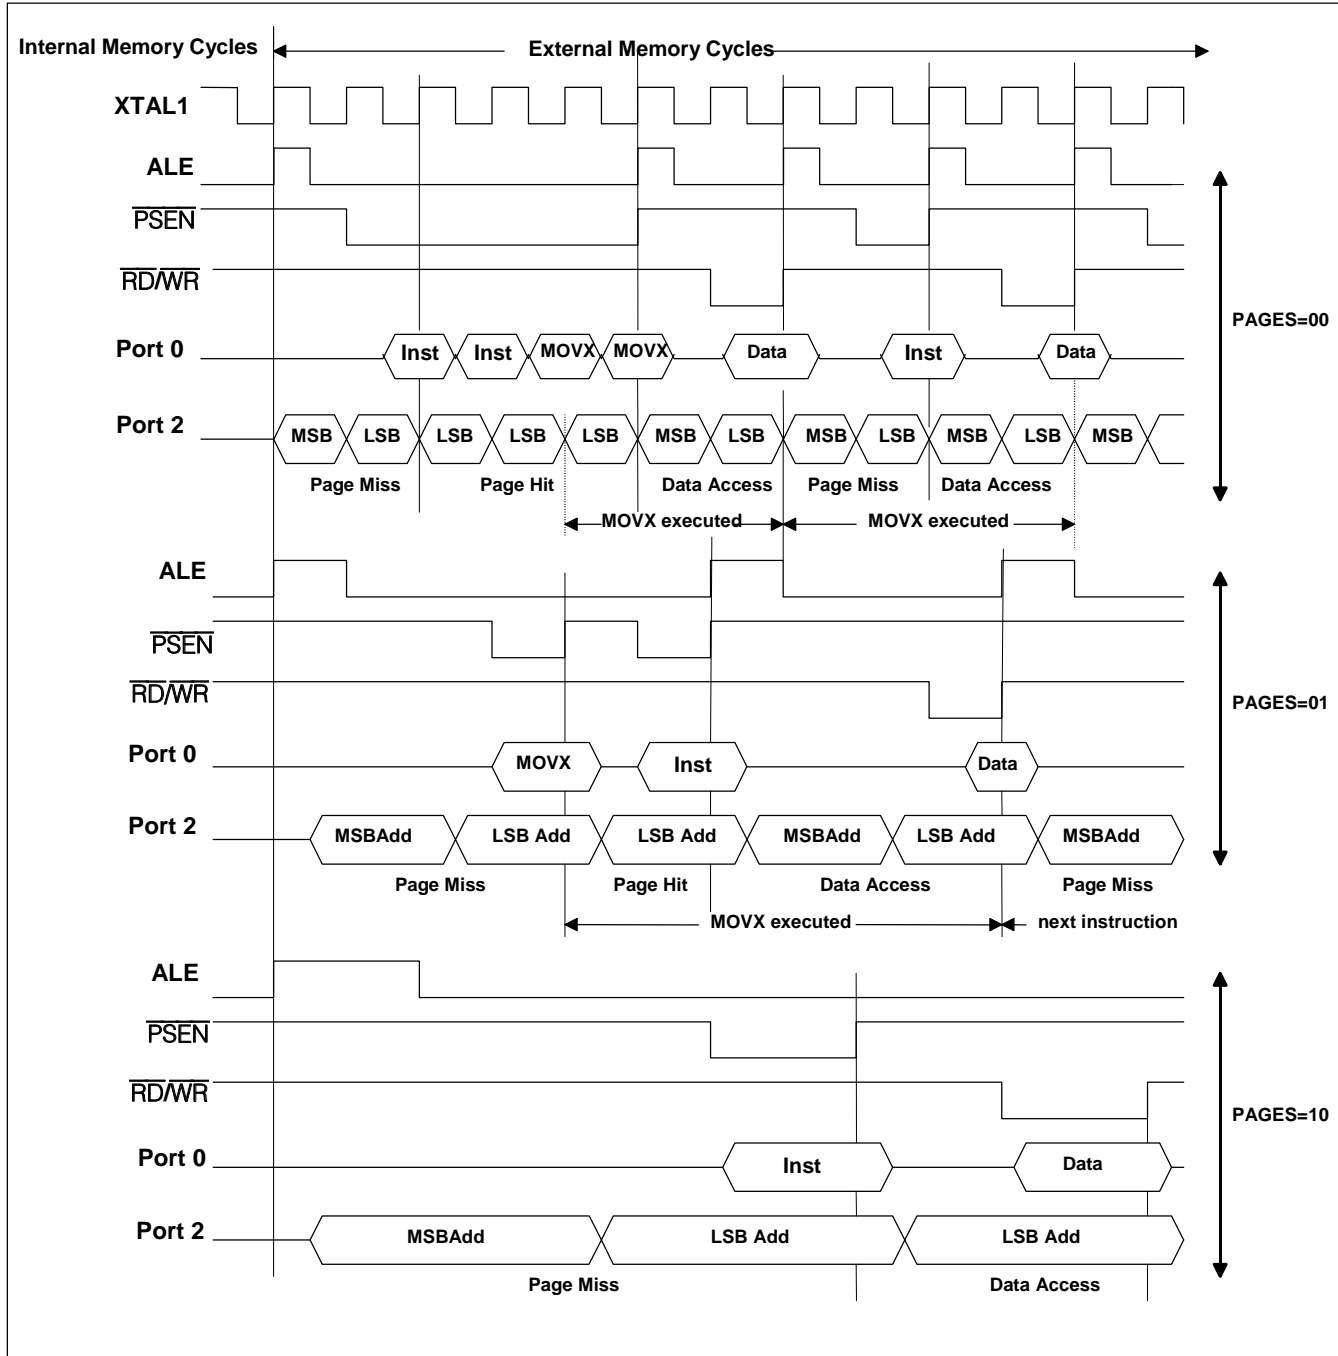 Internal Memory Cycles External Memory Cycles
XTAL1
ALE
PSEN
RD/WR
PAGES=00
Port 0 Inst Inst MOVX MOVX Data Inst Data
Port 2 MSB LSB LSB LSB LSB MSB LSB MSB LSB MSB LSB MSB
Page Miss Page Hit Data Access Page Miss Data Access
MOVX executed MOVX executed
ALE
PSEN
RD/WR
PAGES=01
Port 0 MOVX Inst Data
Port 2 MSBAdd LSB Add LSB Add MSBAdd LSB Add MSBAdd
Page Miss Page Hit Data Access Page Miss
MOVX executed next instruction
ALE
PSEN
RD/WR
PAGES=10
Port 0 Inst Data
Port 2 MSBAdd LSB Add LSB Add
Page Miss Data Access